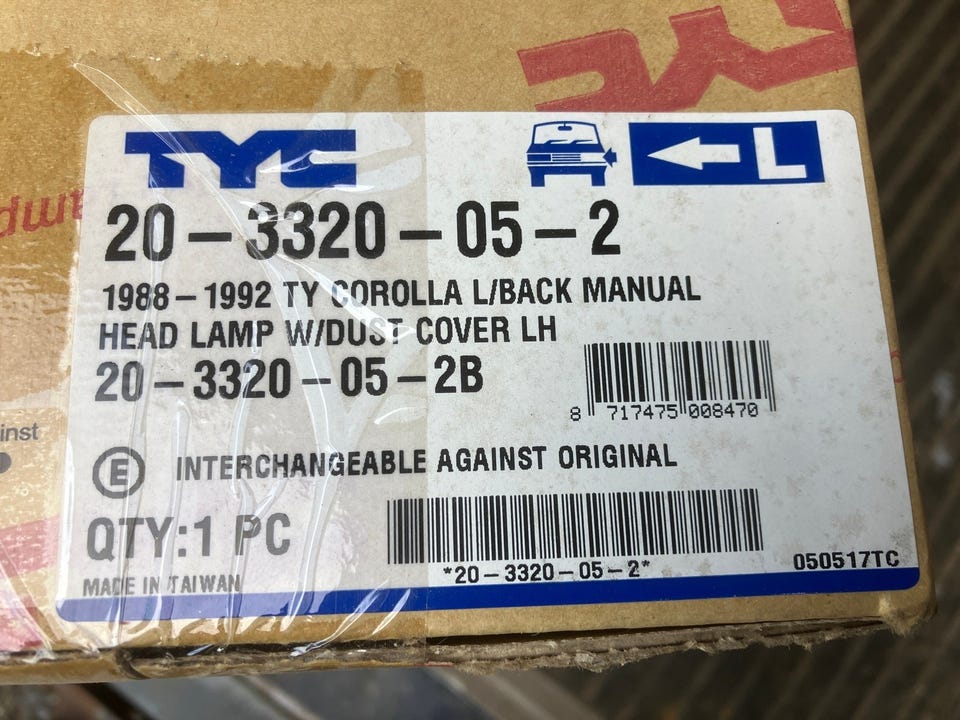 TYC
L
20-3320-05-2
1988-1992 TY COROLLA L/BACK MANUAL
HEAD LAMP W/DUST COVER LH
20-3320-05-2B
8 717475 008470
inst
E INTERCHANGEABLE AGAINST ORIGINAL
QTY:1 PC
*20-3320-05-2*
MADE IN TAIWAN
050517TC